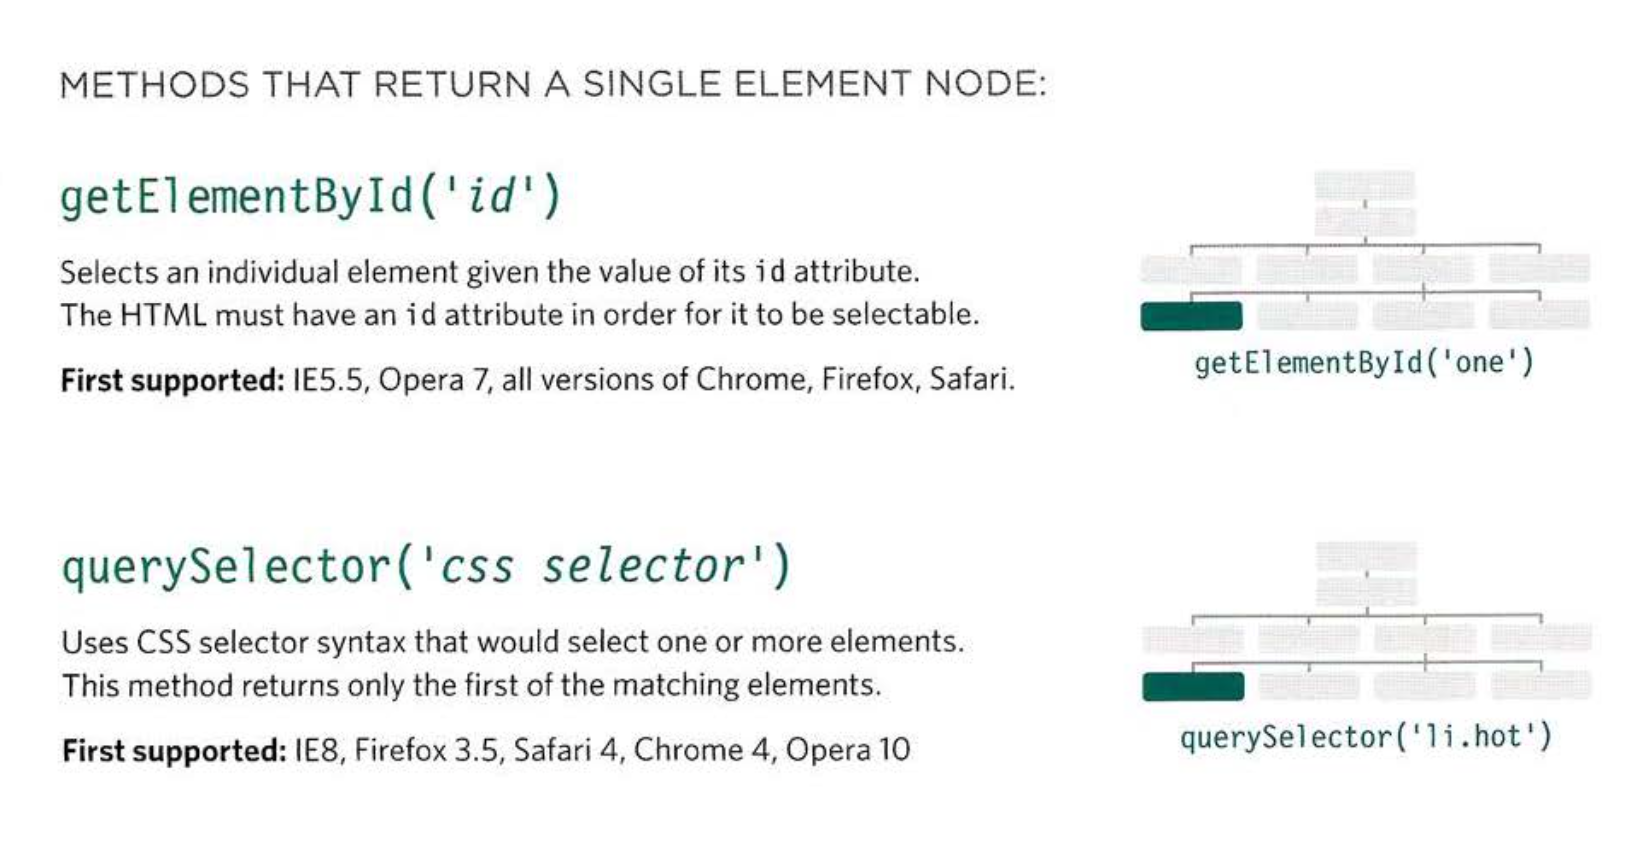 METHODS THAT RETURN A SINGLE ELEMENT NODE:
getElementById('id')
Selects an individual element given the value of its id attribute.
The HTML must have an id attribute in order for it to be selectable.
First supported: IE5.5, Opera 7, all versions of Chrome, Firefox, Safari.
getElementById('one')
querySelector('css selector')
Uses CSS selector syntax that would select one or more elements.
This method returns only the first of the matching elements.
First supported: IE8, Firefox 3.5, Safari 4, Chrome 4, Opera 10
querySelector('li.hot')